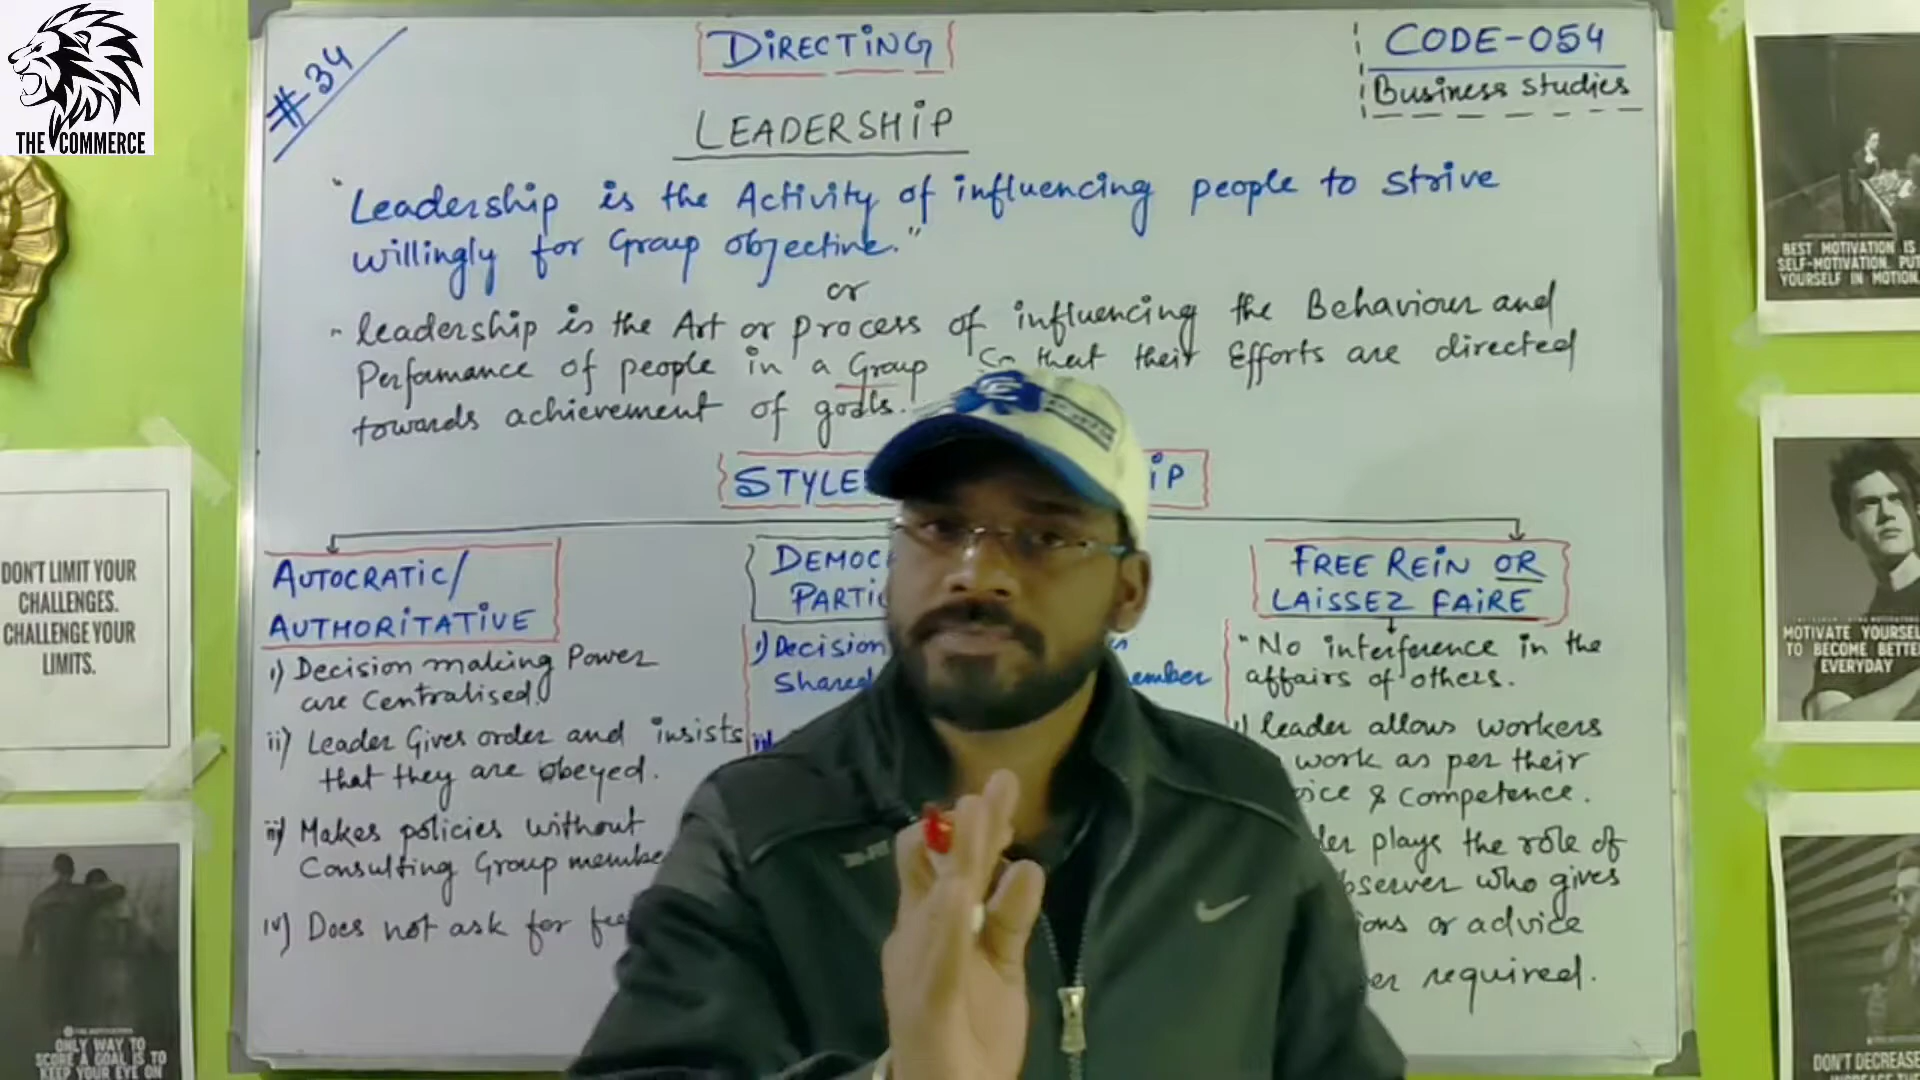 THE COMMERCE
#34
DIRECTING
CODE-054
Business Studies
LEADERSHIP
"Leadership is the Activity of influencing people to strive
willingly for Group objective."
or
"leadership is the Art or process of influencing the Behaviour and
Performance of people in a Group so that their Efforts are directed
towards achievement of goals.
STYLE
IP
AUTOCRATIC/
AUTHORITATIVE
i) Decision making Power
are Centralised.
ii) Leader Gives order and insists
that they are obeyed.
iii) Makes policies without
Consulting Group membe
iv) Does not ask for fee
DEMOC
PARTIC
i) Decision
Shared
ember
FREE REIN OR
LAISSEZ FAIRE
"No interference in the
affairs of others.
leader allows workers
work as per their
oice & competence.
der plays the role of
bserver who gives
ions or advice
er required.
DON'T LIMIT YOUR
CHALLENGES.
CHALLENGE YOUR
LIMITS.
ONLY WAY TO
SCORE A GOAL IS TO
KEEP YOUR EYE ON
BEST MOTIVATION IS
SELF-MOTIVATION. PUT
YOURSELF IN MOTION.
MOTIVATE YOURSEL
TO BECOME BETTE
EVERYDAY
DON'T DECREASE